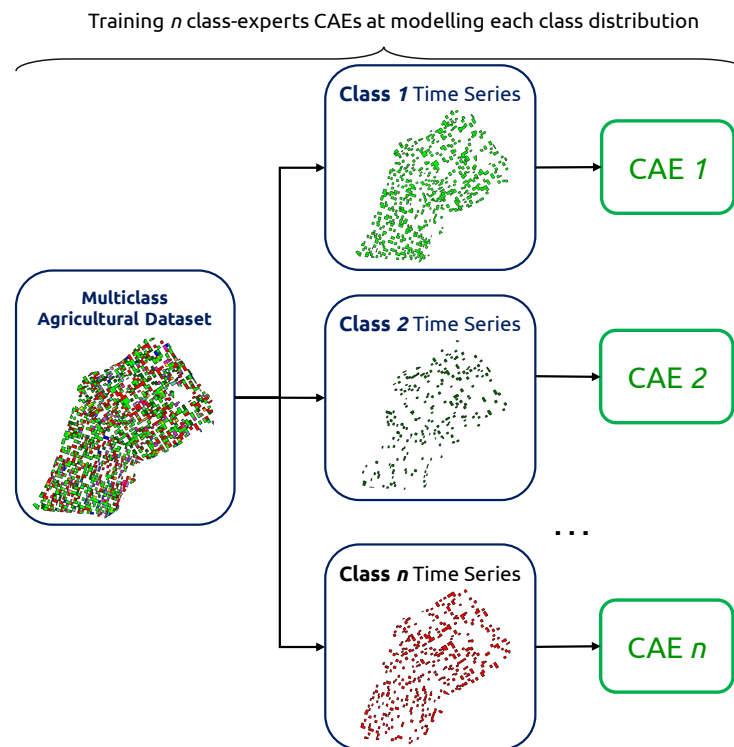 Training n class-experts CAEs at modelling each class distribution
Class 1 Time Series
CAE 1
Multiclass
Agricultural Dataset
Class 2 Time Series
CAE 2
...
Class n Time Series
CAE n